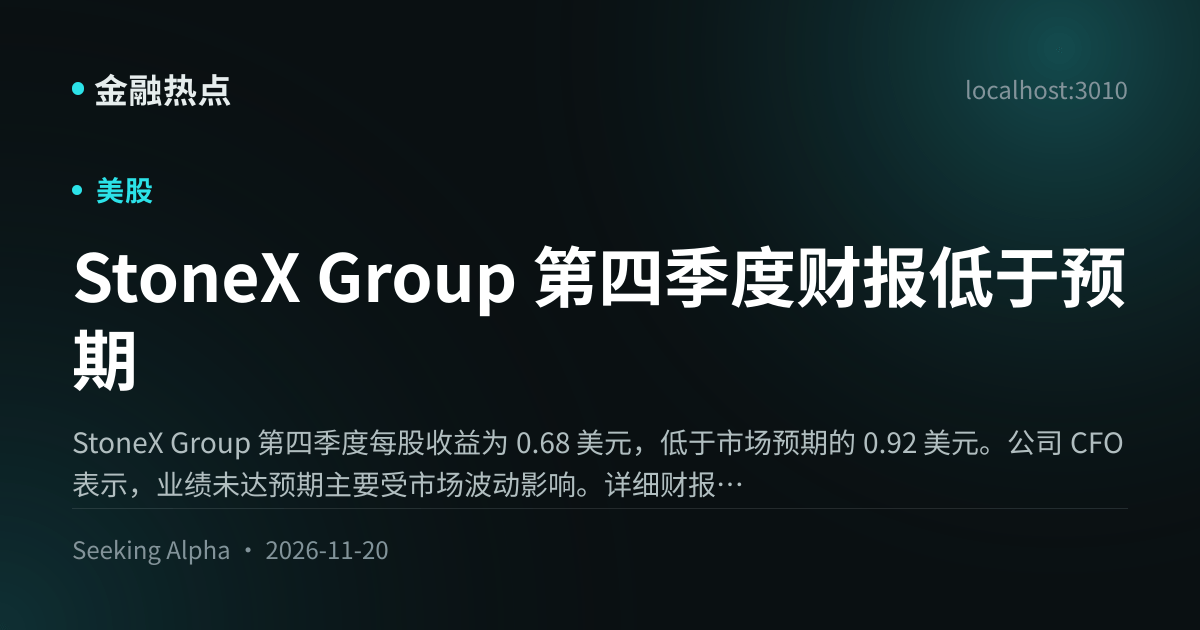 金融热点
localhost:3010
美股
StoneX Group 第四季度财报低于预
期
StoneX Group 第四季度每股收益为 0.68 美元，低于市场预期的 0.92 美元。公司 CFO
表示，业绩未达预期主要受市场波动影响。详细财报…
Seeking Alpha · 2026-11-20